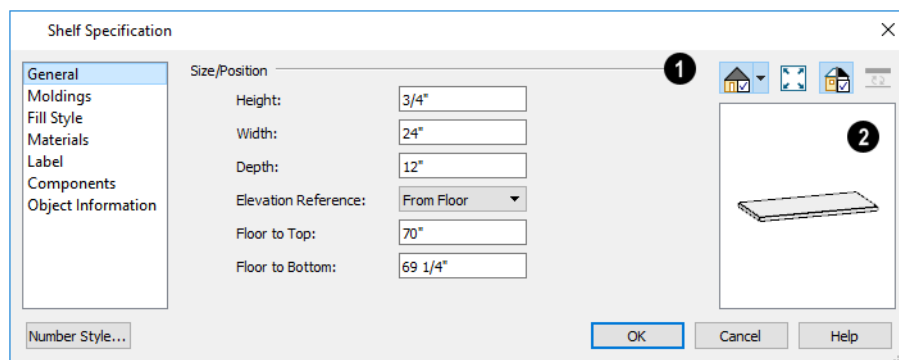 Shelf Specification
General
Moldings
Fill Style
Materials
Label
Components
Object Information
Size/Position
Height: 3/4"
Width: 24"
Depth: 12"
Elevation Reference: From Floor
Floor to Top: 70"
Floor to Bottom: 69 1/4"
1
2
Number Style... OK Cancel Help